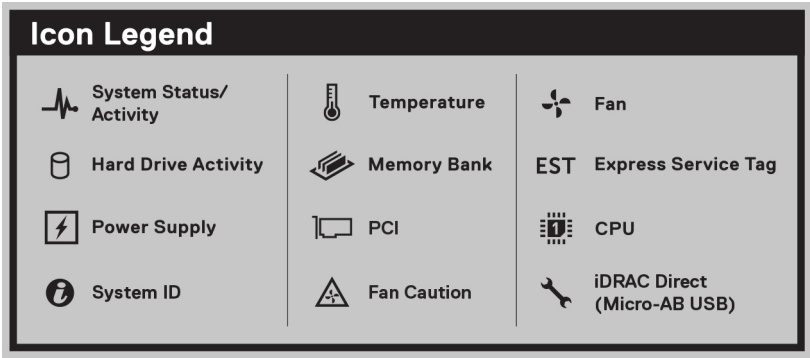 Icon Legend
System Status/
Activity
Hard Drive Activity
Power Supply
System ID
Temperature
Memory Bank
PCI
Fan Caution
Fan
EST Express Service Tag
1 CPU
iDRAC Direct
(Micro-AB USB)